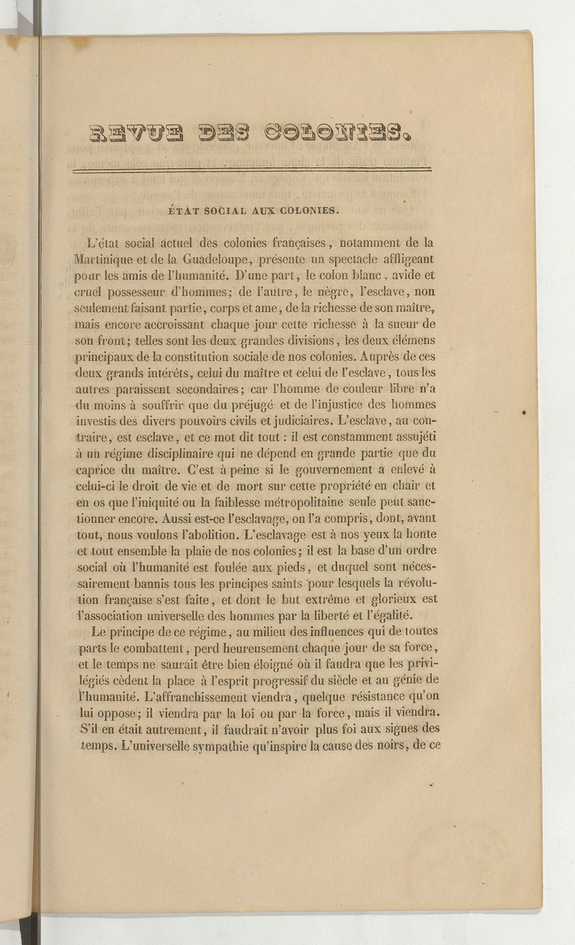 REVUE DES COLONIES.
ÉTAT SOCIAL AUX COLONIES.
L'état social actuel des colonies françaises, notamment de la
Martinique et de la Guadeloupe, présente un spectacle affligeant
pour les amis de l'humanité. D'une part, le colon blanc, avide et
cruel possesseur d'hommes; de l'autre, le nègre, l'esclave, non
seulement faisant partie, corps et ame, de la richesse de son maître,
mais encore accroissant chaque jour cette richesse à la sueur de
son front; telles sont les deux grandes divisions, les deux élémens
principaux de la constitution sociale de nos colonies. Auprès de ces
deux grands intérêts, celui du maître et celui de l'esclave, tous les
autres paraissent secondaires; car l'homme de couleur libre n'a
du moins à souffrir que du préjugé et de l'injustice des hommes
investis des divers pouvoirs civils et judiciaires. L'esclave, au con-
traire, est esclave, et ce mot dit tout : il est constamment assujéti
à un régime disciplinaire qui ne dépend en grande partie que du
caprice du maître. C'est à peine si le gouvernement a enlevé à
celui-ci le droit de vie et de mort sur cette propriété en chair et
en os que l'iniquité ou la faiblesse métropolitaine seule peut sanc-
tionner encore. Aussi est-ce l'esclavage, on l'a compris, dont, avant
tout, nous voulons l'abolition. L'esclavage est à nos yeux la honte
et tout ensemble la plaie de nos colonies; il est la base d'un ordre
social où l'humanité est foulée aux pieds, et duquel sont néces-
sairement bannis tous les principes saints pour lesquels la révolu-
tion française s'est faite, et dont le but extrême et glorieux est
l'association universelle des hommes par la liberté et l'égalité.
Le principe de ce régime, au milieu des influences qui de toutes
parts le combattent, perd heureusement chaque jour de sa force,
et le temps ne saurait être bien éloigné où il faudra que les privi-
légiés cèdent la place à l'esprit progressif du siècle et au génie de
l'humanité. L'affranchissement viendra, quelque résistance qu'on
lui oppose; il viendra par la loi ou par la force, mais il viendra.
S'il en était autrement, il faudrait n'avoir plus foi aux signes des
temps. L'universelle sympathie qu'inspire la cause des noirs, de ce